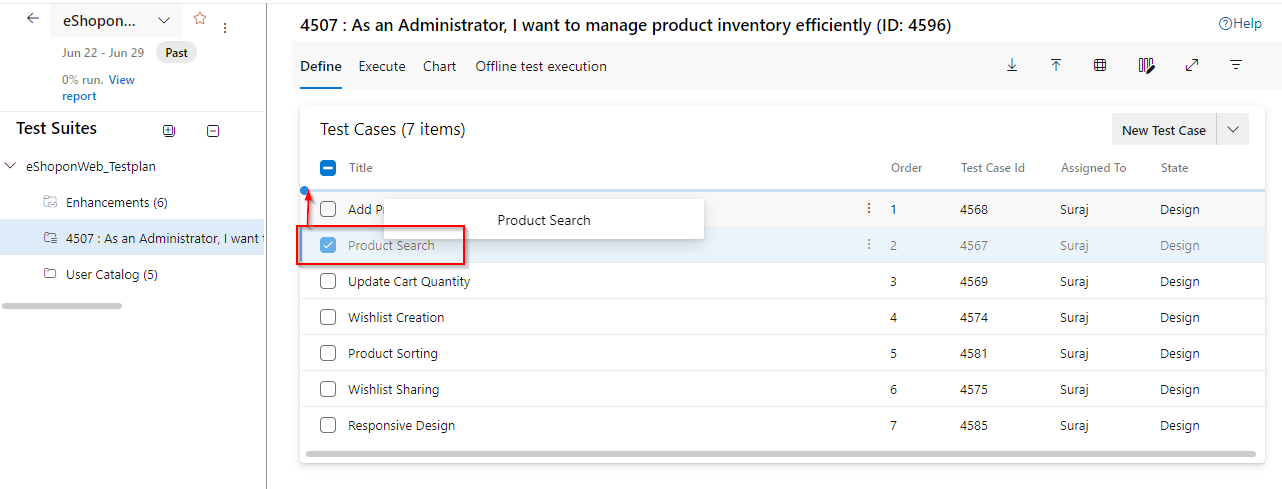 eShopon...
Jun 22 - Jun 29 Past
0% run. View
report
Test Suites
eShoponWeb_Testplan
Enhancements (6)
4507 : As an Administrator, I want
User Catalog (5)
4507 : As an Administrator, I want to manage product inventory efficiently (ID: 4596)
Help
Define Execute Chart Offline test execution
Test Cases (7 items)
New Test Case
Title Order Test Case Id Assigned To State
Add P 1 4568 Suraj Design
Product Search
Product Search 2 4567 Suraj Design
Update Cart Quantity 3 4569 Suraj Design
Wishlist Creation 4 4574 Suraj Design
Product Sorting 5 4581 Suraj Design
Wishlist Sharing 6 4575 Suraj Design
Responsive Design 7 4585 Suraj Design